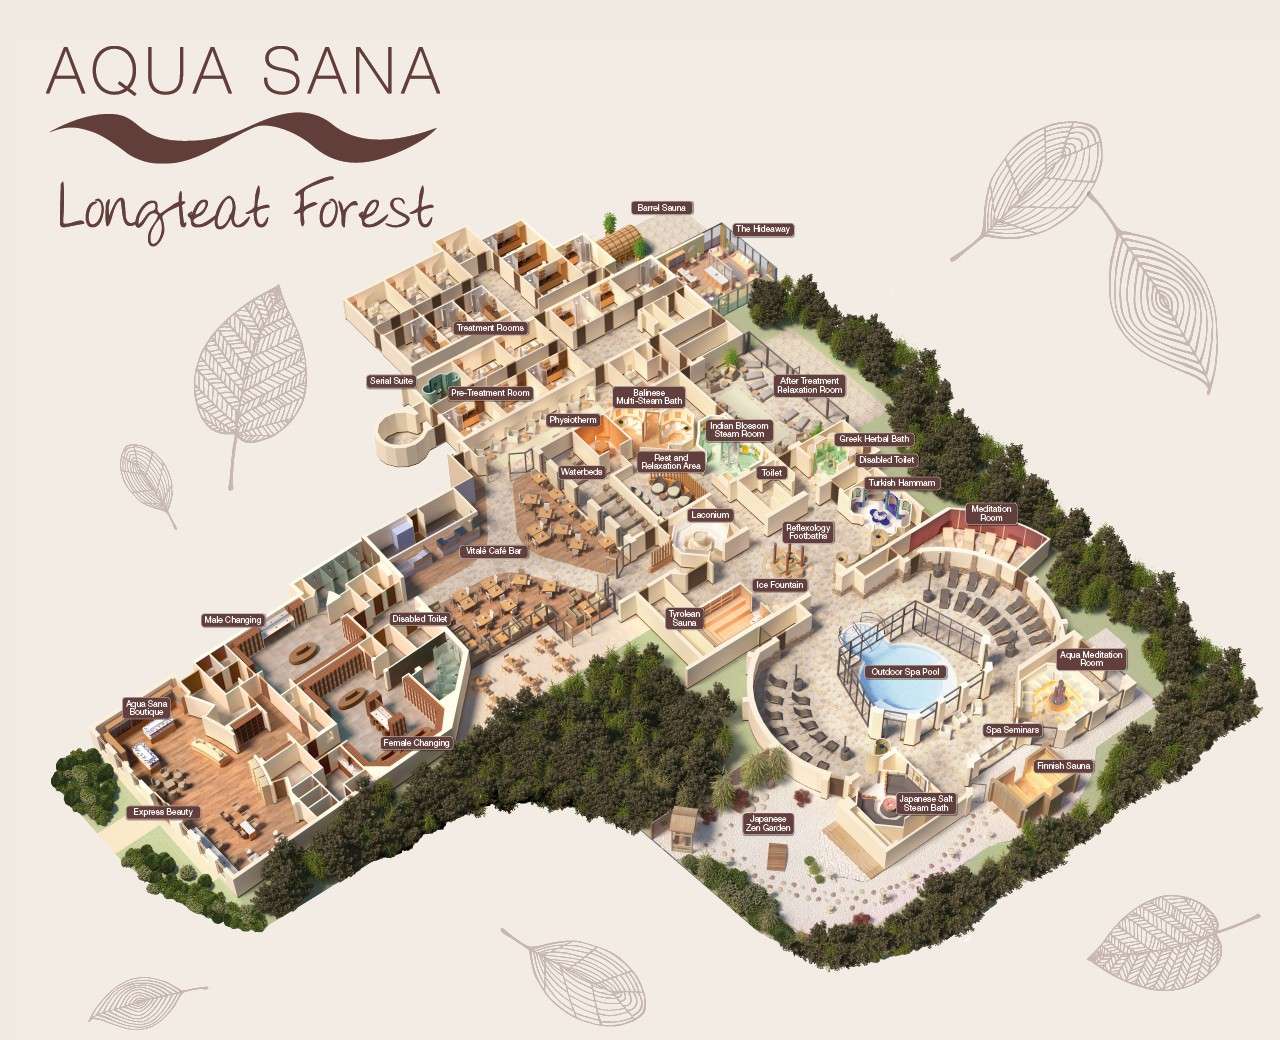 AQUA SANA
Longleat Forest
Barrel Sauna
The Hideaway
Treatment Rooms
Serial Suite
Pre-Treatment Room
After Treatment
Relaxation Room
Balinese
Multi-Steam Bath
Physiotherm
Indian Blossom
Steam Room
Greek Herbal Bath
Disabled Toilet
Rest and
Relaxation Area
Waterbeds
Toilet
Turkish Hammam
Laconium
Meditation
Room
Reflexology
Footbaths
Vitalé Café Bar
Ice Fountain
Tyrolean
Sauna
Male Changing
Disabled Toilet
Aqua Meditation
Room
Outdoor Spa Pool
Aqua Sana
Boutique
Spa Seminars
Female Changing
Finnish Sauna
Japanese Salt
Steam Bath
Express Beauty
Japanese
Zen Garden